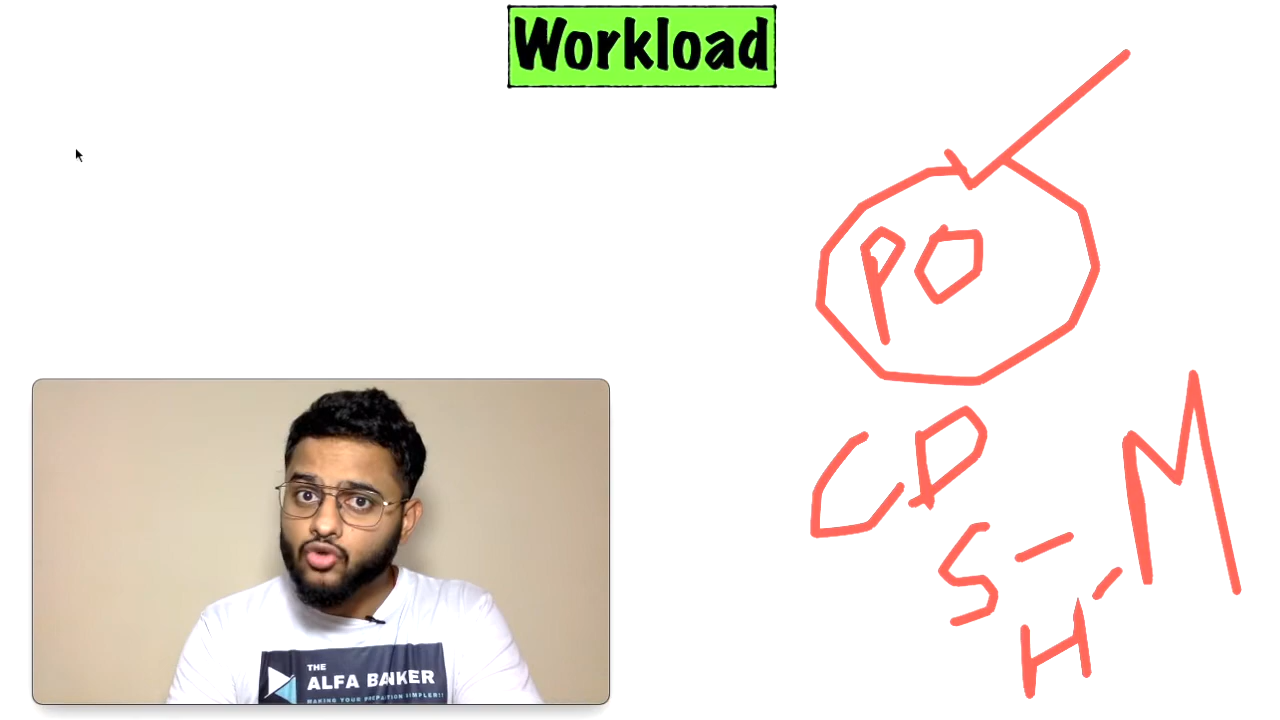 Workload
PO
CD
S - M
H -
THE
ALFA BANKER
MAKING YOUR PREPARATION SIMPLER!!